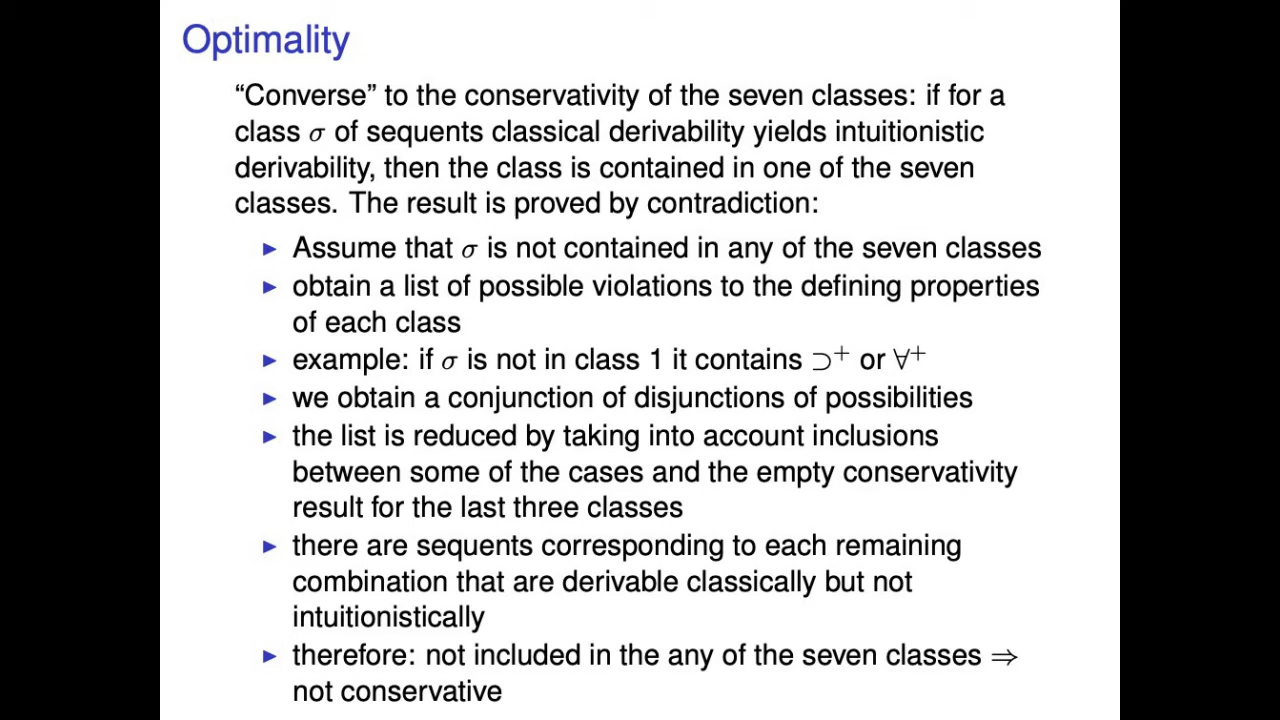 Optimality
“Converse” to the conservativity of the seven classes: if for a
class σ of sequents classical derivability yields intuitionistic
derivability, then the class is contained in one of the seven
classes. The result is proved by contradiction:
▶ Assume that σ is not contained in any of the seven classes
▶ obtain a list of possible violations to the defining properties
of each class
▶ example: if σ is not in class 1 it contains ⊃⁺ or ∀⁺
▶ we obtain a conjunction of disjunctions of possibilities
▶ the list is reduced by taking into account inclusions
between some of the cases and the empty conservativity
result for the last three classes
▶ there are sequents corresponding to each remaining
combination that are derivable classically but not
intuitionistically
▶ therefore: not included in the any of the seven classes ⇒
not conservative